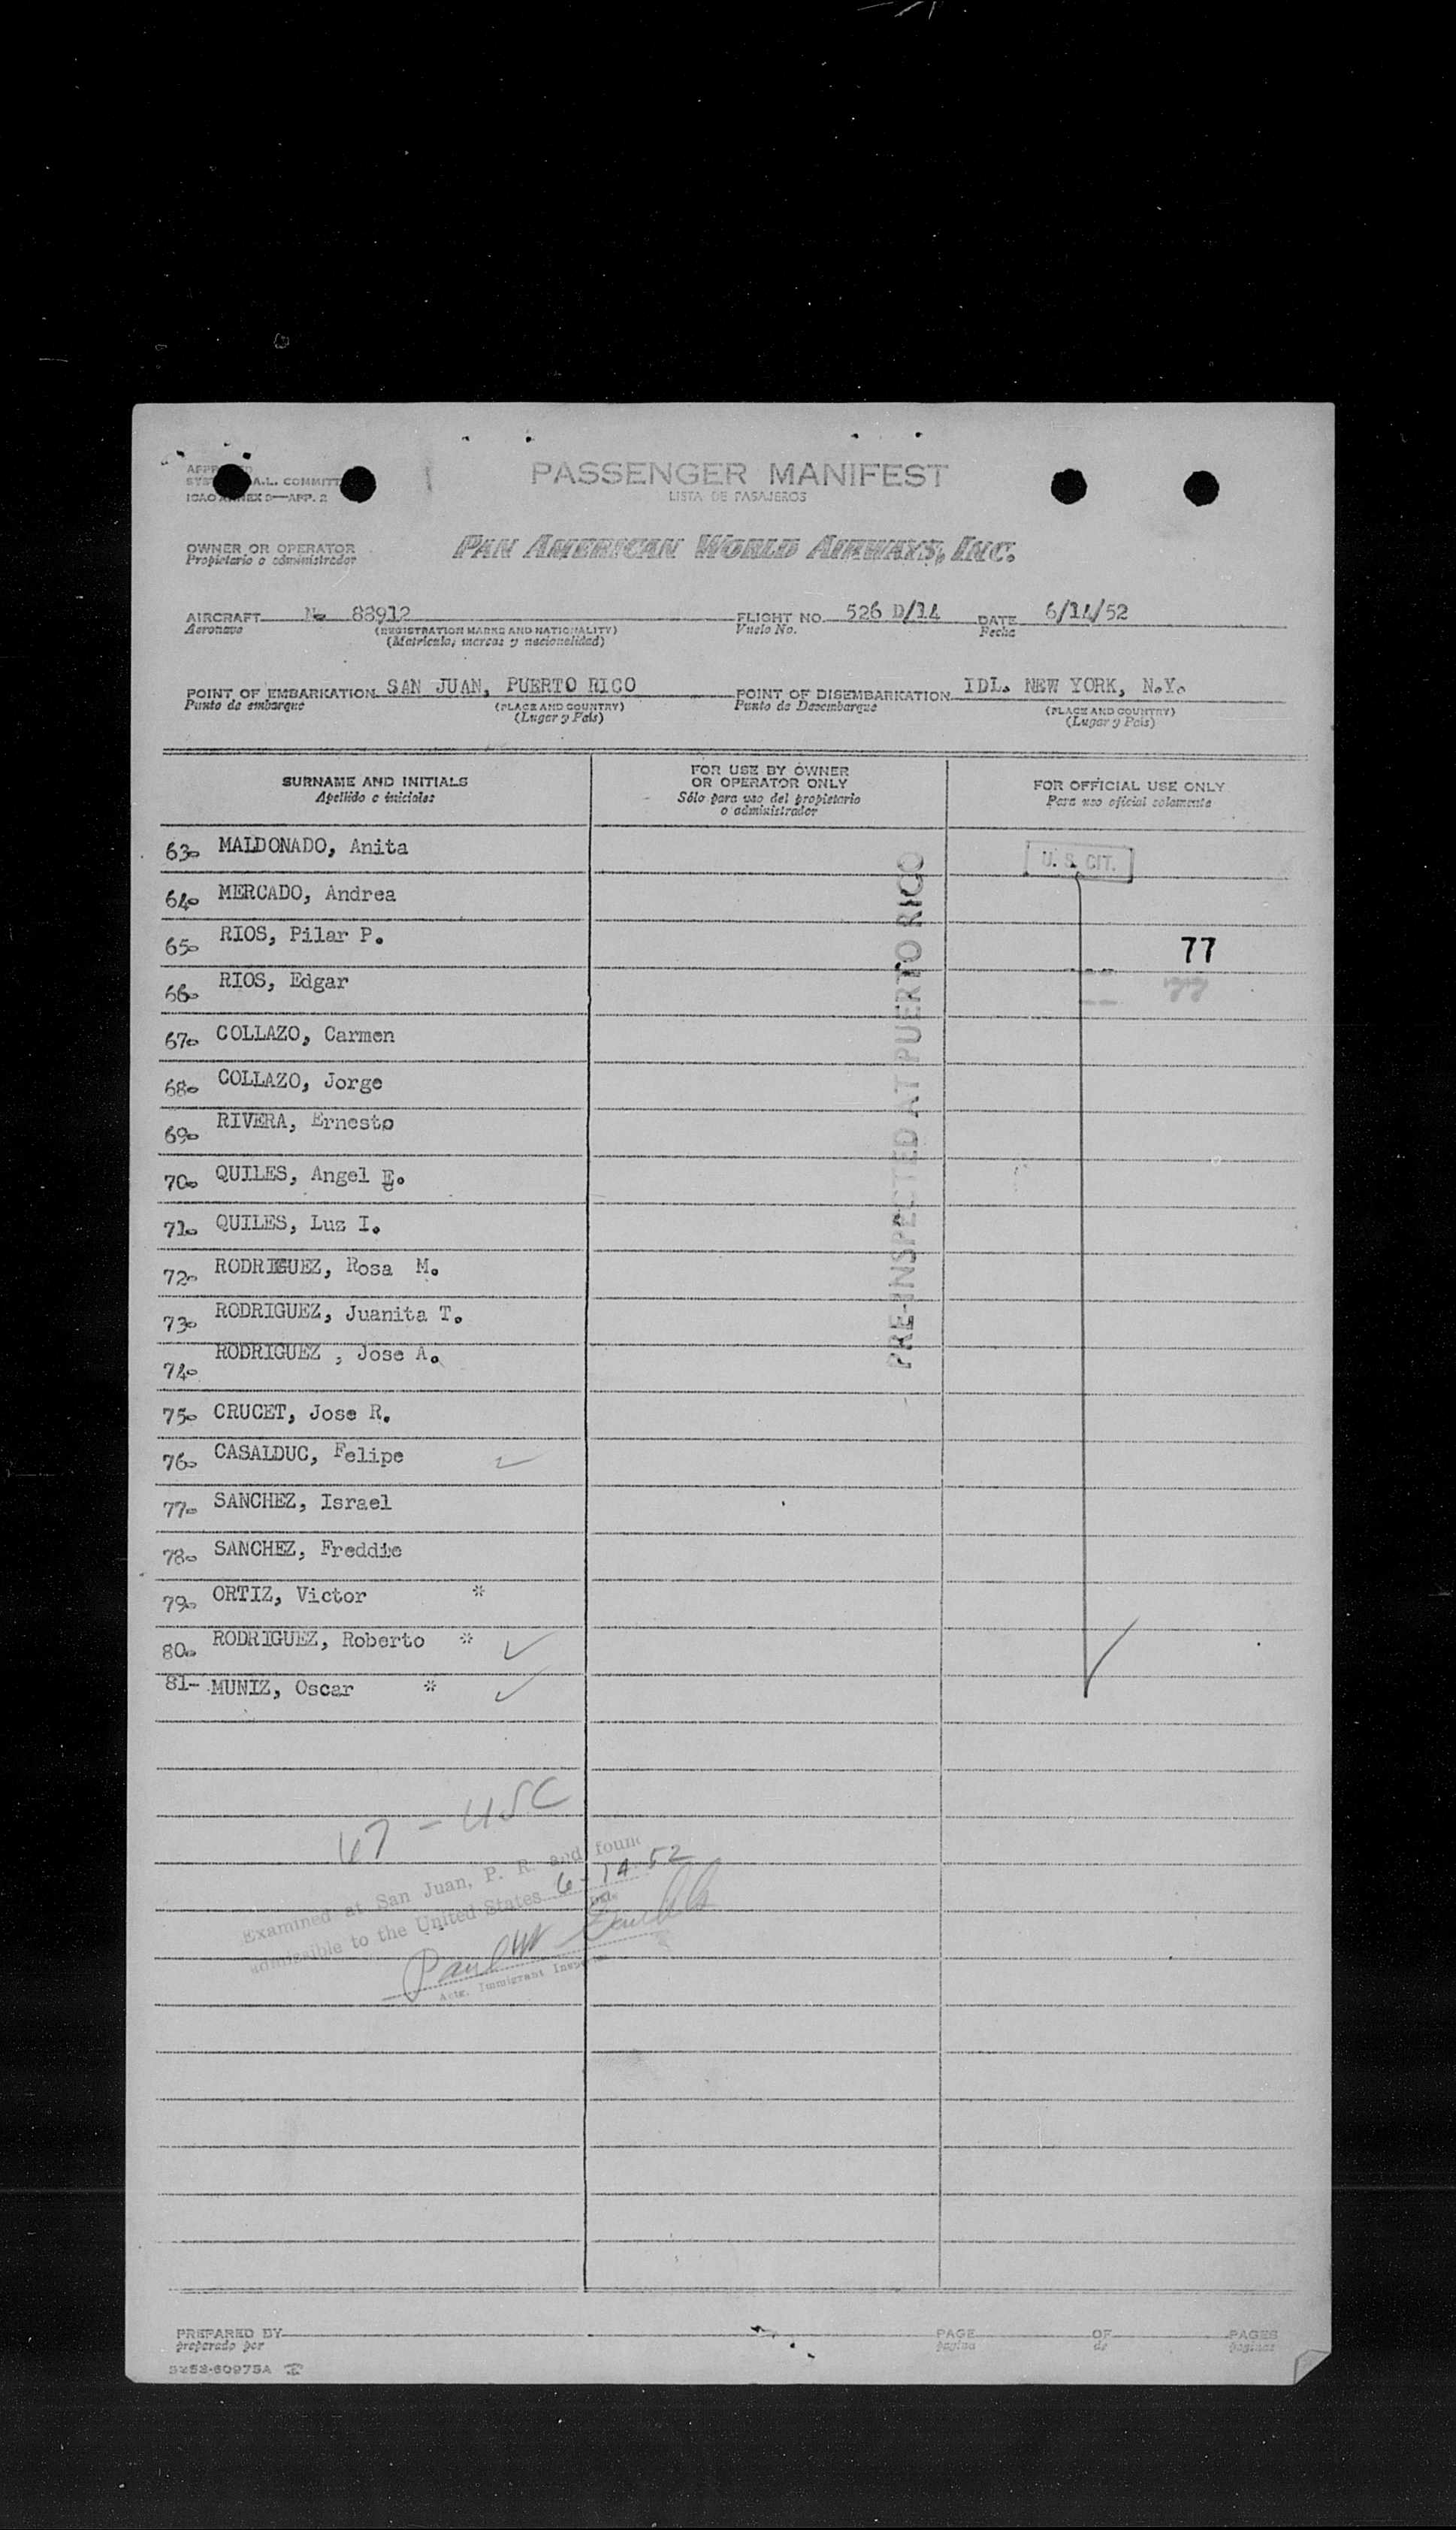 PASSENGER MANIFEST
LISTA DE PASAJEROS
A.L. COMMITT
OWNER OR OPERATOR
Propietario o administrador
PAN AMERICAN WORLD AIRWAYS, INC.
AIRCRAFT N- 88912 FLIGHT NO. 526 D/14 DATE 6/14/52
Aeronave (REGISTRATION MARKS AND NATIONALITY) Vuelo No. Fecha
(Matricula, marcas y nacionalidad)
POINT OF EMBARKATION SAN JUAN, PUERTO RICO POINT OF DISEMBARKATION IDL. NEW YORK, N.Y.
Punto de embarque (PLACE AND COUNTRY) Punto de Desembarque (PLACE AND COUNTRY)
(Lugar y País) (Lugar y País)
SURNAME AND INITIALS
Apellido e iniciales
FOR USE BY OWNER
OR OPERATOR ONLY
Sólo para uso del propietario
o administrador
FOR OFFICIAL USE ONLY
Para uso oficial solamente
63- MALDONADO, Anita U. S. CIT.
64- MERCADO, Andrea
65- RIOS, Pilar P. 77
66- RIOS, Edgar 77
67- COLLAZO, Carmen
68- COLLAZO, Jorge
69- RIVERA, Ernesto
70- QUILES, Angel E.
71- QUILES, Luz I.
72- RODRIGUEZ, Rosa M.
73- RODRIGUEZ, Juanita T.
74- RODRIGUEZ , Jose A.
75- CRUCET, Jose R.
76- CASALDUC, Felipe
77- SANCHEZ, Israel
78- SANCHEZ, Freddie
79- ORTIZ, Victor *
80- RODRIGUEZ, Roberto *
81- MUNIZ, Oscar *
PRE-INSPECTED AT PUERTO RICO
67 - USC
Examined at San Juan, P. R. and found
admissible to the United States 6-14-52
Date
Paul W
Actg. Immigrant Inspector
PREPARED BY PAGE OF PAGES
preparado por pagina de paginas